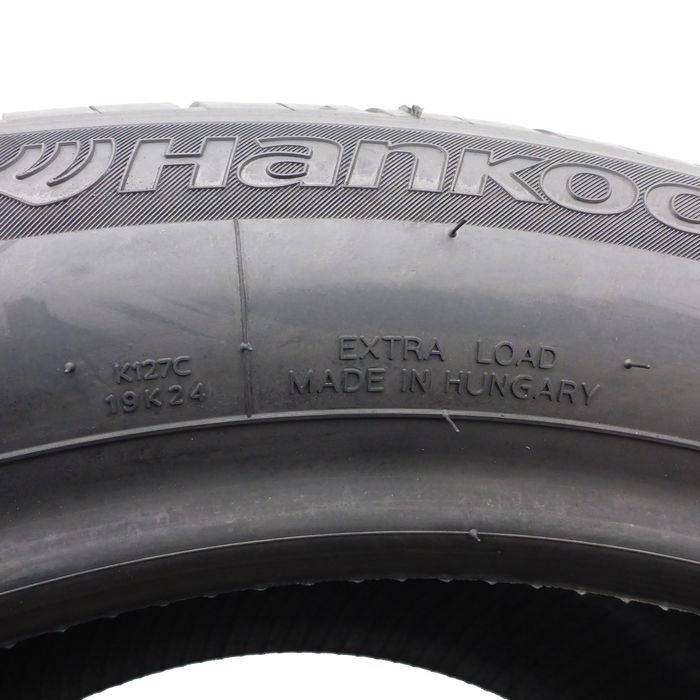 Hankoo
K127C
19K24
EXTRA LOAD
MADE IN HUNGARY